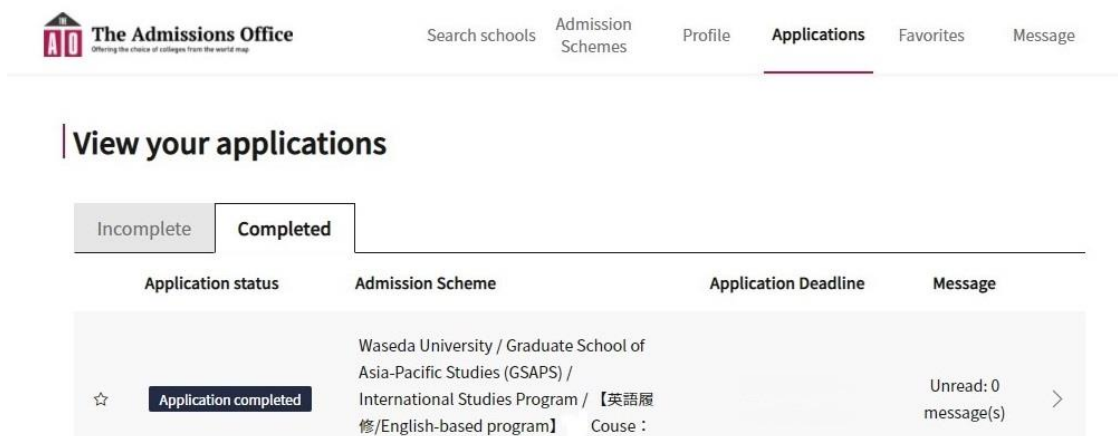 The Admissions Office
Offering the choice of colleges from the world map
Search schools
Admission
Schemes
Profile
Applications
Favorites
Message
View your applications
Incomplete
Completed
Application status
Admission Scheme
Application Deadline
Message
Application completed
Waseda University / Graduate School of
Asia-Pacific Studies (GSAPS) /
International Studies Program / 【英語履
修/English-based program】 Couse：
Unread: 0
message(s)